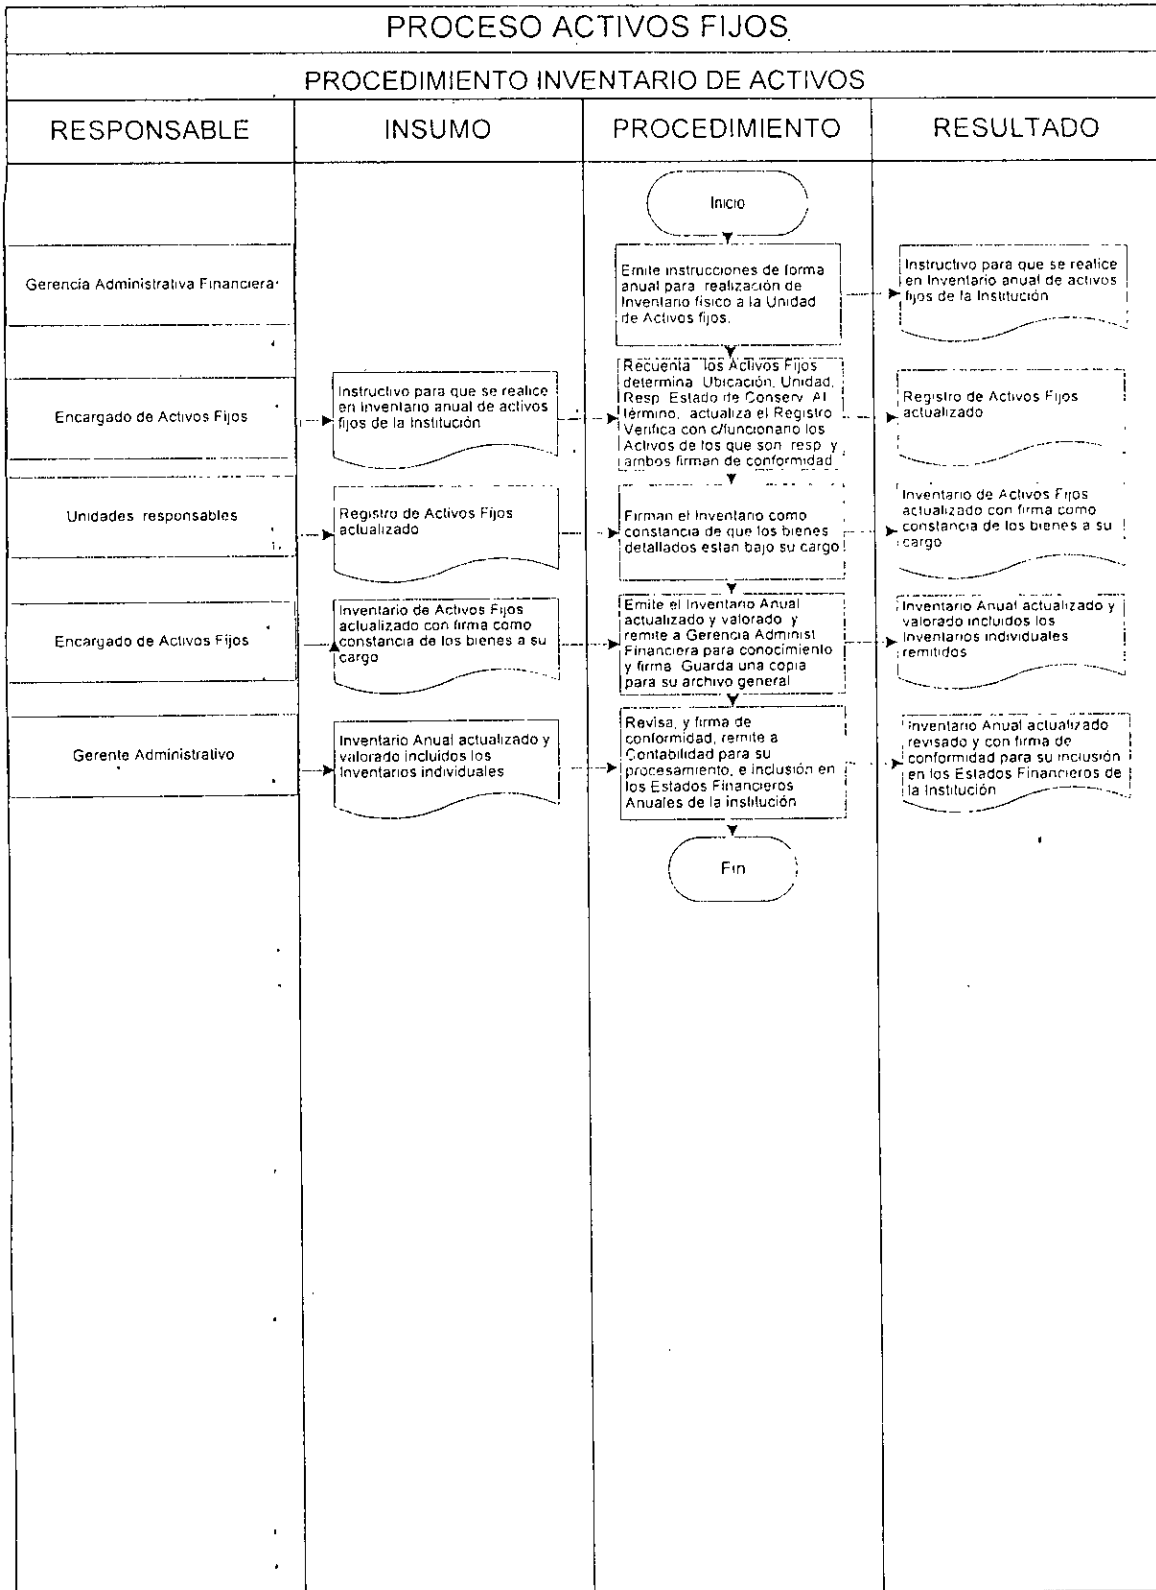 PROCESO ACTIVOS FIJOS
PROCEDIMIENTO INVENTARIO DE ACTIVOS
RESPONSABLE
INSUMO
PROCEDIMIENTO
RESULTADO
Inicio
Gerencia Administrativa Financiera
Emite instrucciones de forma
anual para realización de
Inventario físico a la Unidad
de Activos fijos.
Instructivo para que se realice
en Inventario anual de activos
fijos de la Institución
Encargado de Activos Fijos
Instructivo para que se realice
en inventario anual de activos
fijos de la Institución
Recuenta los Activos Fijos
determina Ubicación, Unidad,
Resp. Estado de Conserv. Al
término, actualiza el Registro
Verifica con c/funcionario los
Activos de los que son resp y
ambos firman de conformidad
Registro de Activos Fijos
actualizado
Unidades responsables
Registro de Activos Fijos
actualizado
Firman el Inventario como
constancia de que los bienes
detallados estan bajo su cargo
Inventario de Activos Fijos
actualizado con firma como
constancia de los bienes a su
cargo
Encargado de Activos Fijos
Inventario de Activos Fijos
actualizado con firma como
constancia de los bienes a su
cargo
Emite el Inventario Anual
actualizado y valorado y
remite a Gerencia Administ
Financiera para conocimiento
y firma Guarda una copia
para su archivo general
Inventario Anual actualizado y
valorado incluidos los
Inventarios individuales
remitidos
Gerente Administrativo
Inventario Anual actualizado y
valorado incluidos los
Inventarios individuales
Revisa, y firma de
conformidad, remite a
Contabilidad para su
procesamiento, e inclusión en
los Estados Financieros
Anuales de la institución
Inventario Anual actualizado
revisado y con firma de
conformidad para su inclusión
en los Estados Financieros de
la Institución
Fin